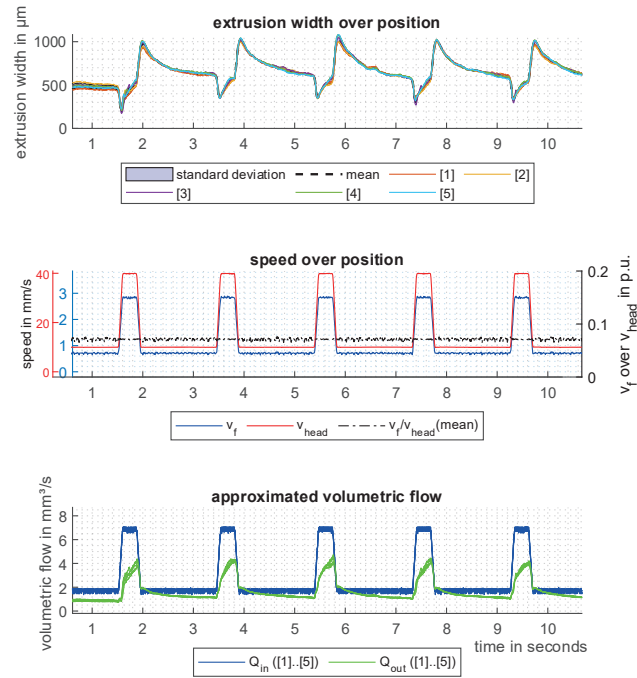 extrusion width over position
extrusion width in µm
1000
500
0
1 2 3 4 5 6 7 8 9 10
standard deviation mean [1] [2]
[3] [4] [5]
speed over position
speed in mm/s
40
20
0
3
2
1
0
0.2
0.1
0
v_f over v_head in p.u.
1 2 3 4 5 6 7 8 9 10
v_f v_head v_f/v_head(mean)
approximated volumetric flow
volumetric flow in mm³/s
8
6
4
2
0
1 2 3 4 5 6 7 8 9 10
time in seconds
Q_in ([1]..[5]) Q_out ([1]..[5])